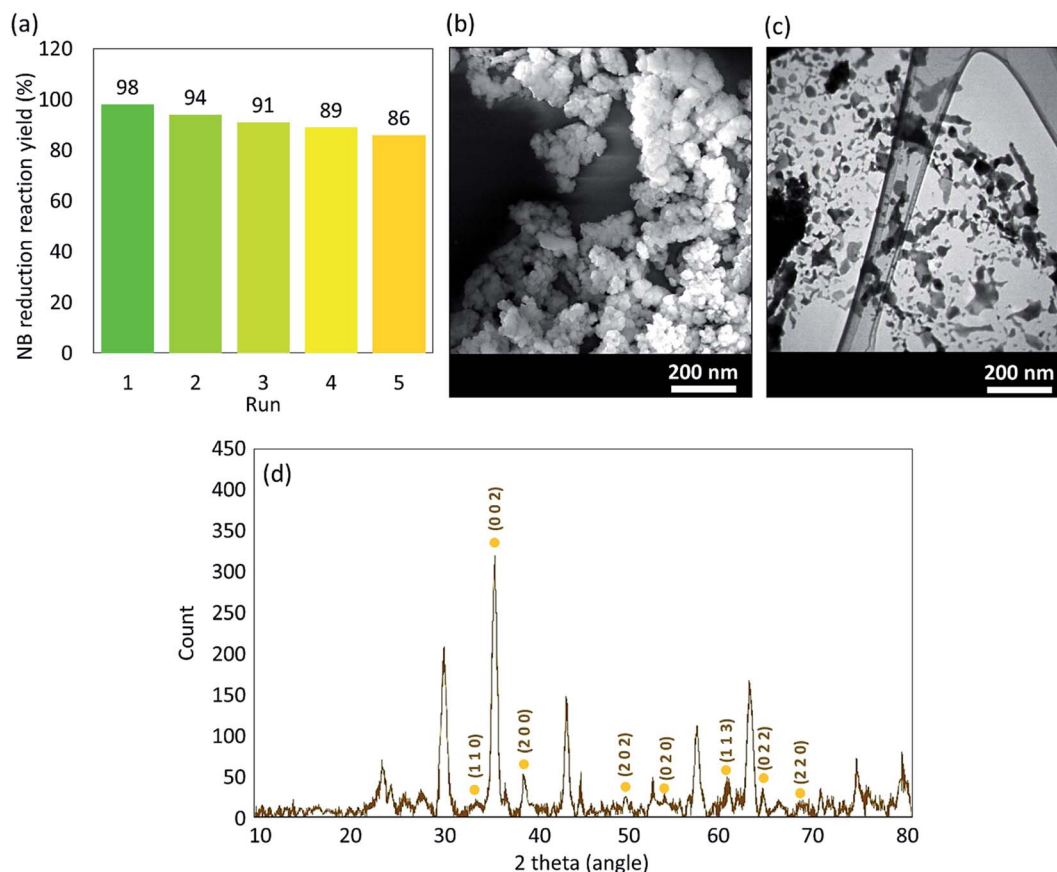 (a)
NB reduction reaction yield (%)
120
100
80
60
40
20
0
98
94
91
89
86
1 2 3 4 5
Run
(b)
200 nm
(c)
200 nm
(d)
Count
450
400
350
300
250
200
150
100
50
0
(1 1 0)
(0 0 2)
(2 0 0)
(2 0 2)
(0 2 0)
(1 1 3)
(0 2 2)
(2 2 0)
10 20 30 40 50 60 70 80
2 theta (angle)